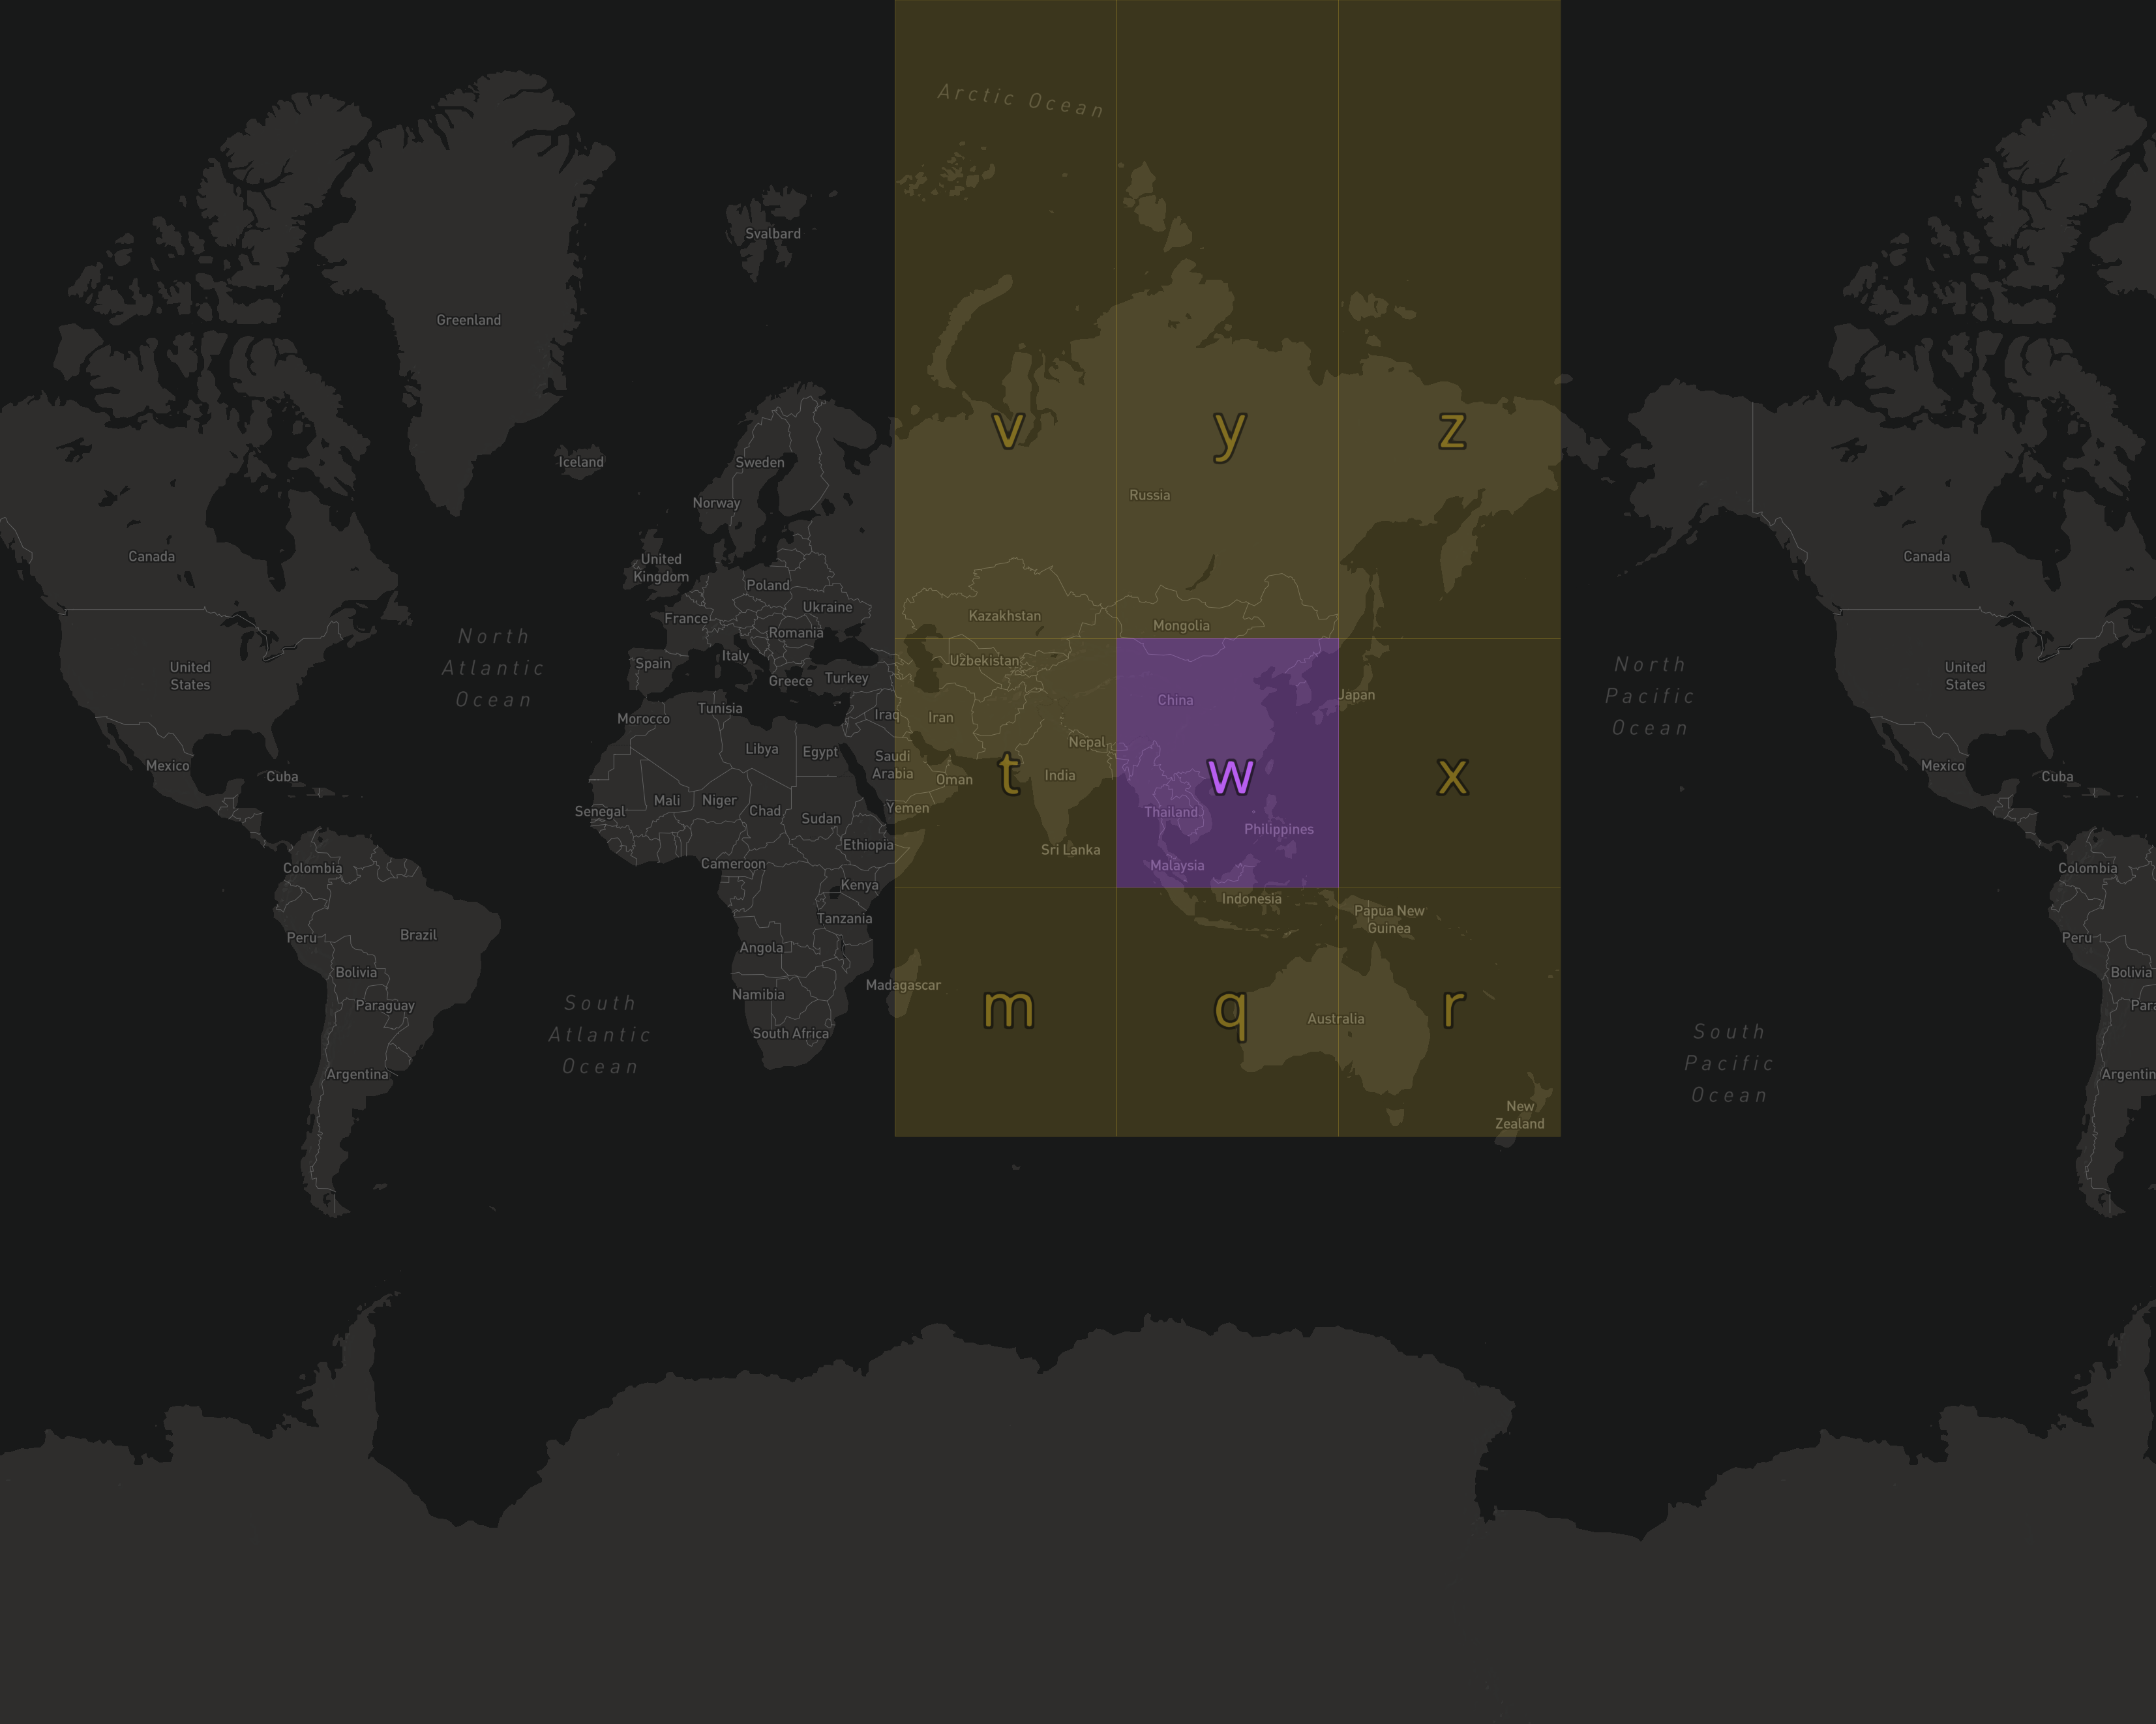 Arctic Ocean
Svalbard
Greenland
Iceland
Sweden
Norway
v
y
z
Russia
Canada
United
Kingdom
Poland
Ukraine
France
Romania
Kazakhstan
Mongolia
Canada
North
Atlantic
Ocean
United
States
Spain
Italy
Greece
Turkey
Uzbekistan
China
Japan
North
Pacific
Ocean
United
States
Morocco
Tunisia
Iraq
Iran
Libya
Egypt
Nepal
Mexico
Cuba
Saudi
Arabia
Oman
India
t
w
x
Mexico
Cuba
Senegal
Mali
Niger
Chad
Sudan
Yemen
Thailand
Philippines
Ethiopia
Sri Lanka
Colombia
Cameroon
Malaysia
Colombia
Kenya
Indonesia
Papua New
Guinea
Peru
Brazil
Tanzania
Angola
Peru
Bolivia
Namibia
Madagascar
Bolivia
Paraguay
South
Atlantic
Ocean
South Africa
m
q
r
Australia
South
Pacific
Ocean
Para
Argentina
Argentin
New
Zealand